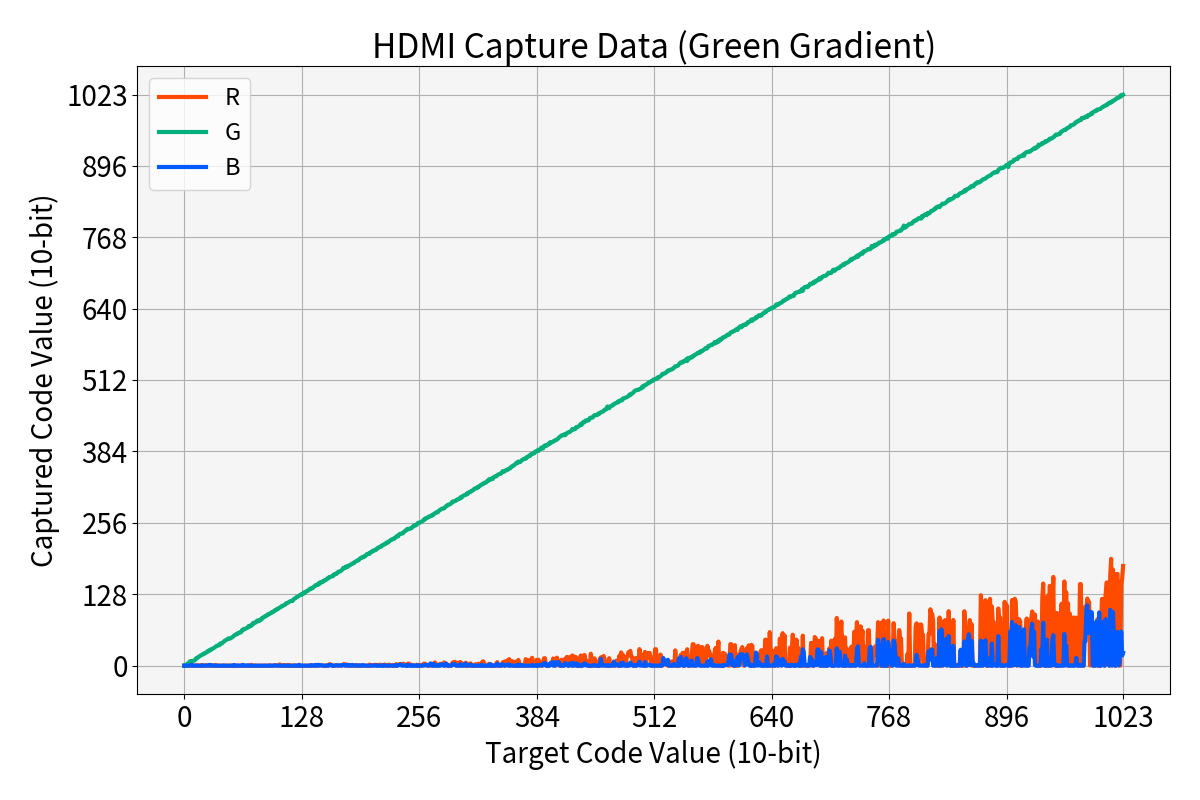 HDMI Capture Data (Green Gradient)
R
G
B
1023
896
768
640
512
384
256
128
0
Captured Code Value (10-bit)
0 128 256 384 512 640 768 896 1023
Target Code Value (10-bit)